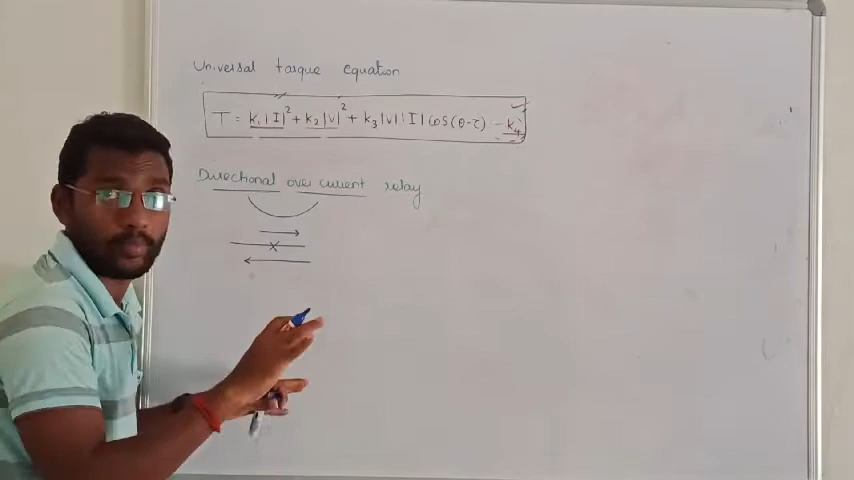 Universal torque equation
T = k₁|I|² + k₂|V|² + k₃|V||I| cos(θ-τ) - k₄
Directional over current relay